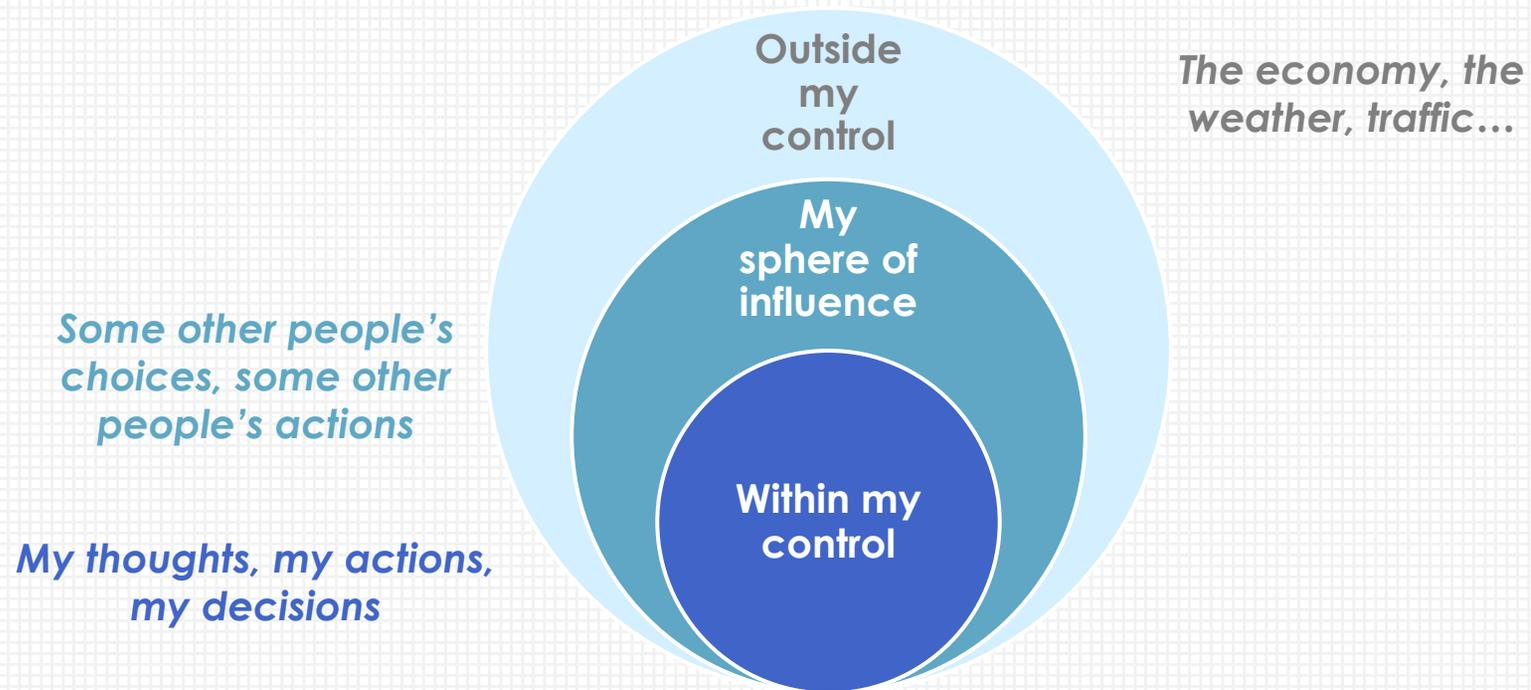 Outside
my
control
The economy, the
weather, traffic...
My
sphere of
influence
Some other people’s
choices, some other
people’s actions
Within my
control
My thoughts, my actions,
my decisions